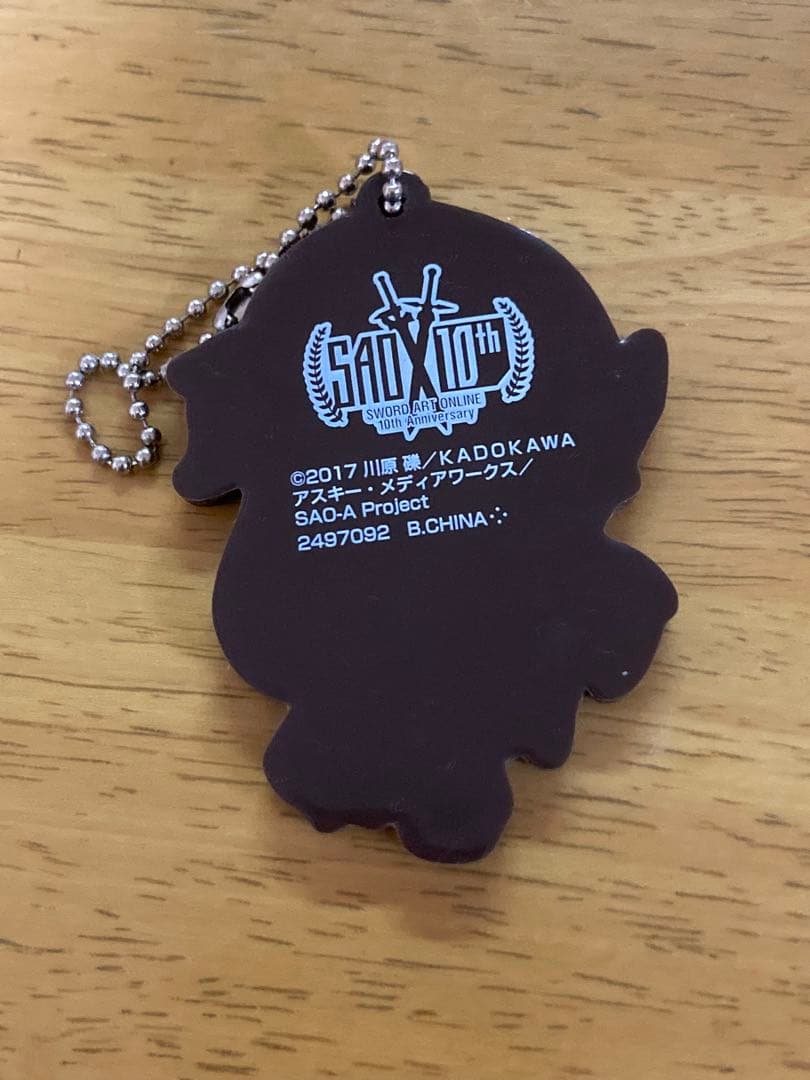 SAO X 10th
SWORD ART ONLINE
10th Anniversary
©2017 川原 礫／KADOKAWA
アスキー・メディアワークス／
SAO-A Project
2497092 B.CHINA